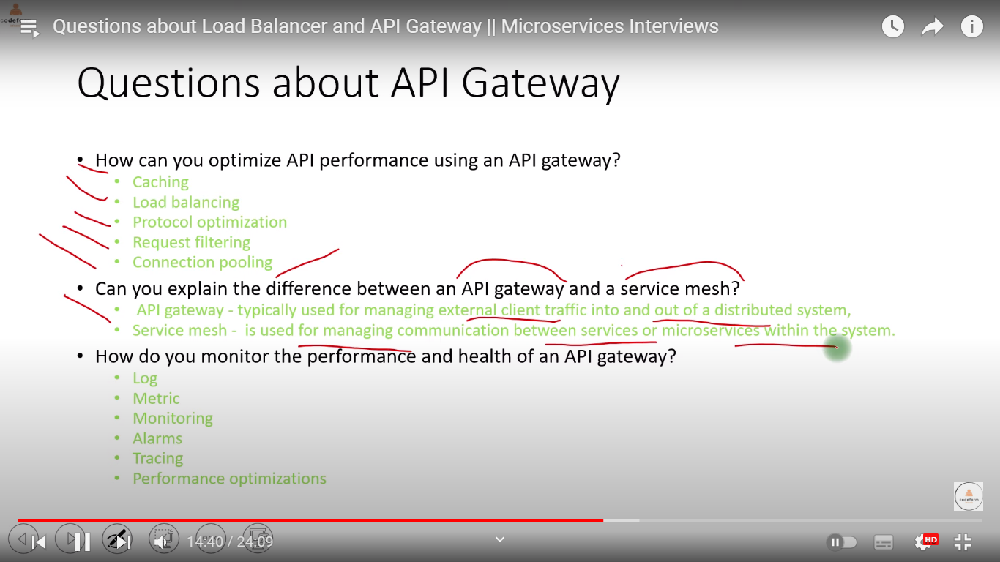 Questions about Load Balancer and API Gateway || Microservices Interviews
Questions about API Gateway
• How can you optimize API performance using an API gateway?
• Caching
• Load balancing
• Protocol optimization
• Request filtering
• Connection pooling
• Can you explain the difference between an API gateway and a service mesh?
• API gateway - typically used for managing external client traffic into and out of a distributed system,
• Service mesh - is used for managing communication between services or microservices within the system.
• How do you monitor the performance and health of an API gateway?
• Log
• Metric
• Monitoring
• Alarms
• Tracing
• Performance optimizations
codefarm
14:40 / 24:09
HD